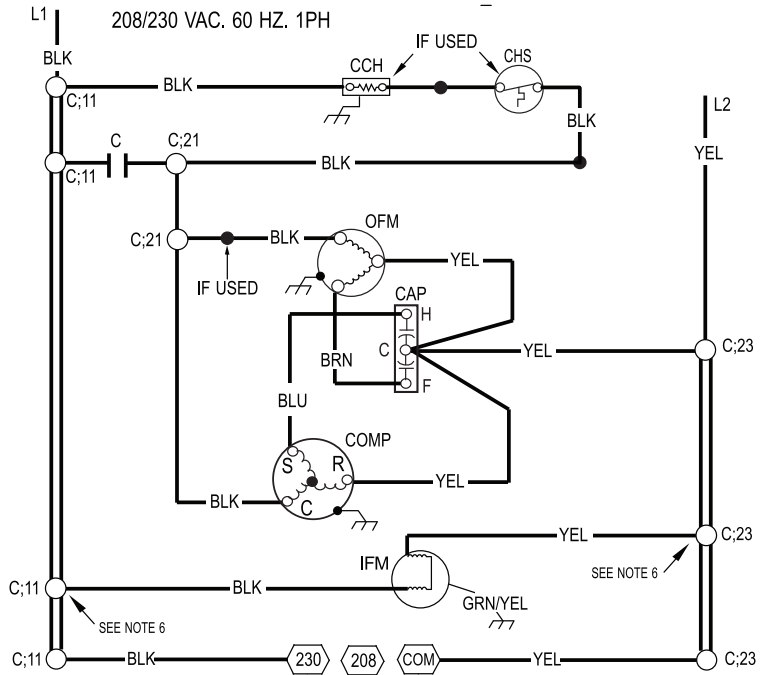 L1
208/230 VAC. 60 HZ. 1PH
IF USED
BLK
CCH
CHS
BLK
C;11
L2
BLK
C
C;21
BLK
YEL
C;11
OFM
C;21
BLK
YEL
IF USED
CAP
H
BRN
C
YEL
C;23
F
BLU
COMP
S
R
YEL
BLK
C
YEL
C;23
IFM
SEE NOTE 6
C;11
BLK
GRN/YEL
SEE NOTE 6
C;11
BLK
230
208
COM
YEL
C;23